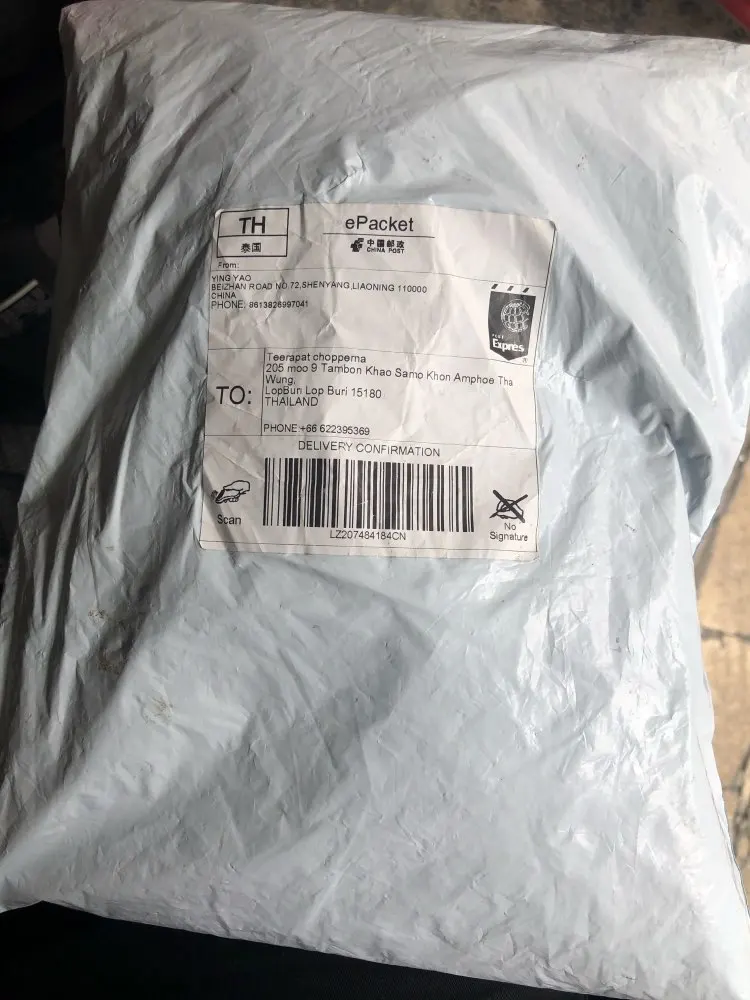 TH
泰国
ePacket
中国邮政
CHINA POST
From:
YING YAO
BEIZHAN ROAD NO.72,SHENYANG,LIAONING 110000
CHINA
PHONE: 8613826997041
Expres
®
TO:
Teerapat chopperna
205 moo 9 Tambon Khao Samo Khon Amphoe Tha
Wung,
LopBuri Lop Buri 15180
THAILAND
PHONE:+66 622395369
DELIVERY CONFIRMATION
Scan
LZ207484184CN
No
Signature